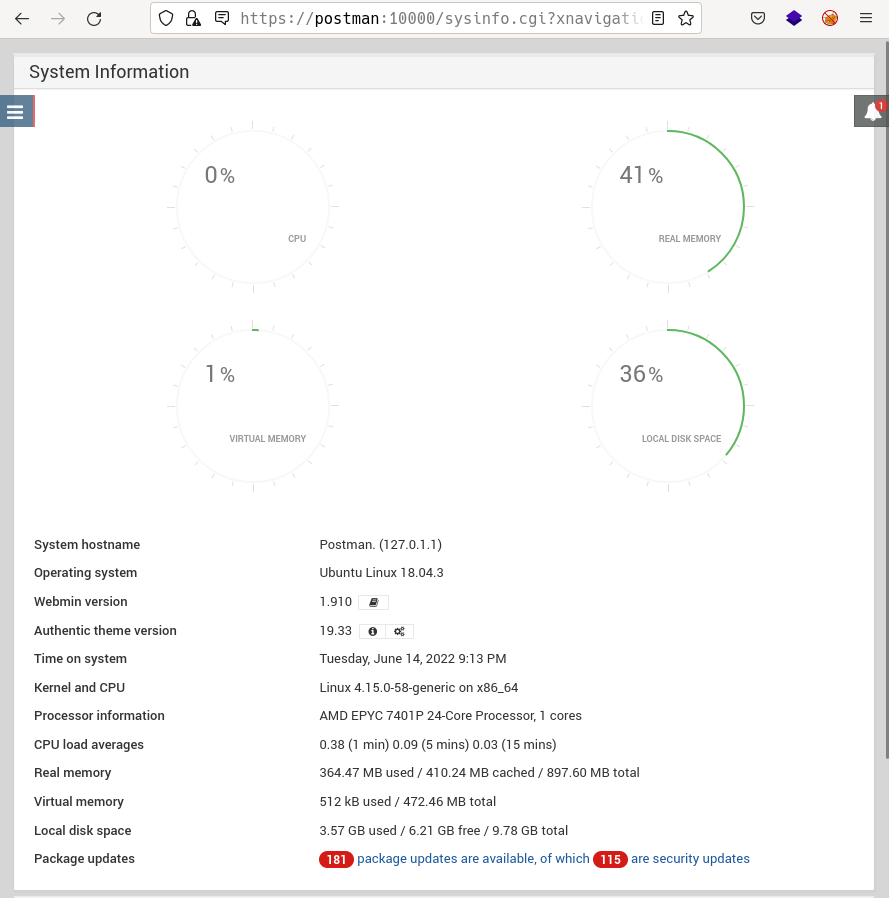 https://postman:10000/sysinfo.cgi?xnavigati
System Information
1
0%
CPU
41%
REAL MEMORY
1%
VIRTUAL MEMORY
36%
LOCAL DISK SPACE
System hostname Postman. (127.0.1.1)
Operating system Ubuntu Linux 18.04.3
Webmin version 1.910
Authentic theme version 19.33
Time on system Tuesday, June 14, 2022 9:13 PM
Kernel and CPU Linux 4.15.0-58-generic on x86_64
Processor information AMD EPYC 7401P 24-Core Processor, 1 cores
CPU load averages 0.38 (1 min) 0.09 (5 mins) 0.03 (15 mins)
Real memory 364.47 MB used / 410.24 MB cached / 897.60 MB total
Virtual memory 512 kB used / 472.46 MB total
Local disk space 3.57 GB used / 6.21 GB free / 9.78 GB total
Package updates 181 package updates are available, of which 115 are security updates